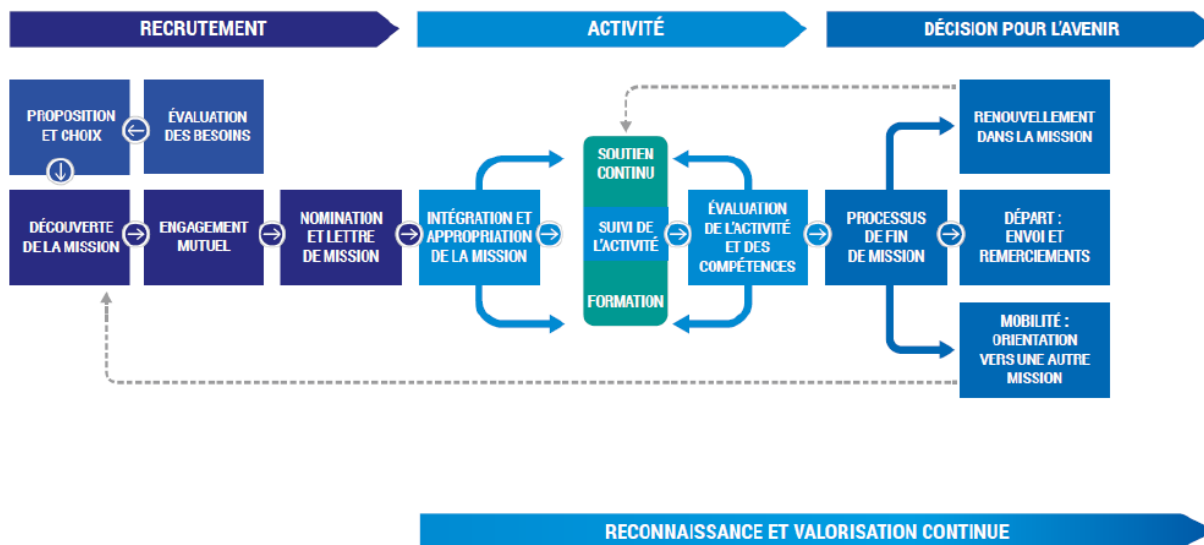 RECRUTEMENT
ACTIVITÉ
DÉCISION POUR L'AVENIR
PROPOSITION
ET CHOIX
ÉVALUATION
DES BESOINS
DÉCOUVERTE
DE LA MISSION
ENGAGEMENT
MUTUEL
NOMINATION
ET LETTRE
DE MISSION
INTÉGRATION ET
APPROPRIATION
DE LA MISSION
SOUTIEN
CONTINU
SUIVI DE
L'ACTIVITÉ
FORMATION
ÉVALUATION
DE L'ACTIVITÉ
ET DES
COMPÉTENCES
PROCESSUS
DE FIN
DE MISSION
RENOUVELLEMENT
DANS LA MISSION
DÉPART :
ENVOI ET
REMERCIEMENTS
MOBILITÉ :
ORIENTATION
VERS UNE AUTRE
MISSION
RECONNAISSANCE ET VALORISATION CONTINUE